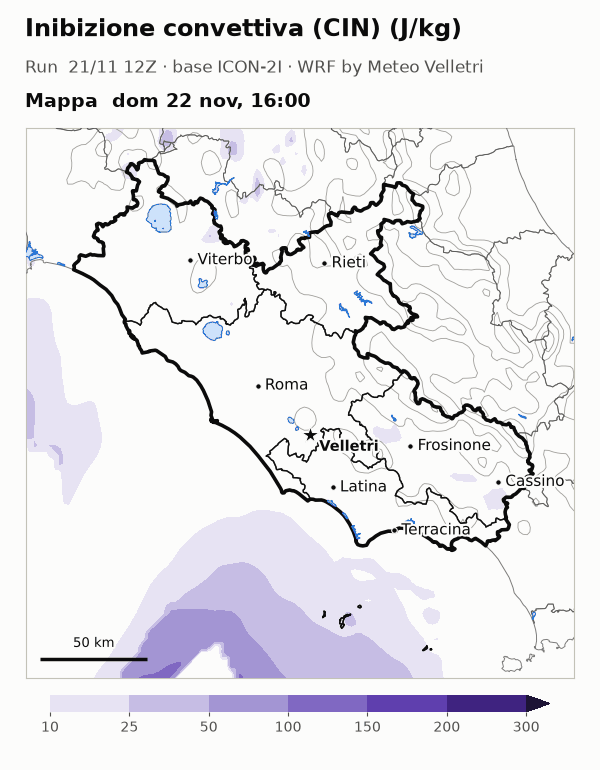 Inibizione convettiva (CIN) (J/kg)
Run 21/11 12Z · base ICON-2I · WRF by Meteo Velletri
Mappa dom 22 nov, 16:00
Viterbo
Rieti
Roma
Velletri
Frosinone
Cassino
Latina
Terracina
50 km
10 25 50 100 150 200 300